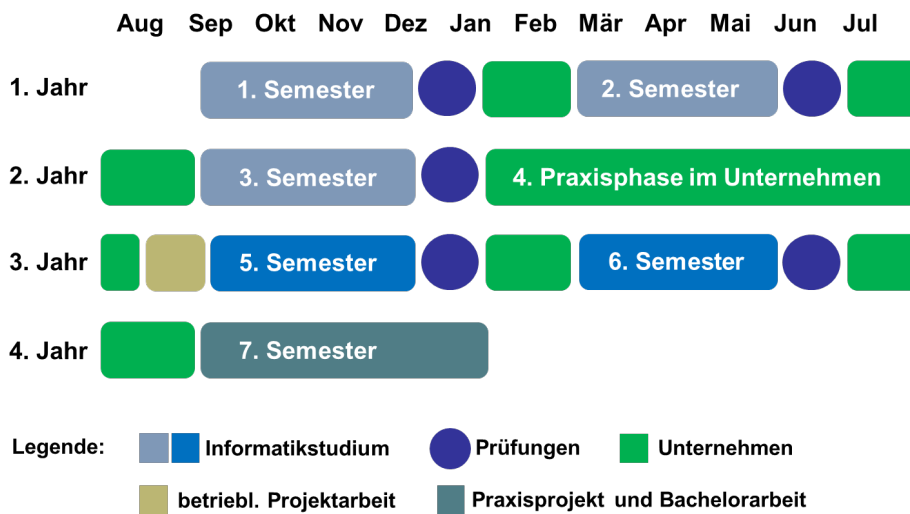 Aug Sep Okt Nov Dez Jan Feb Mär Apr Mai Jun Jul
1. Jahr 1. Semester 2. Semester
2. Jahr 3. Semester 4. Praxisphase im Unternehmen
3. Jahr 5. Semester 6. Semester
4. Jahr 7. Semester
Legende: Informatikstudium Prüfungen Unternehmen
betriebl. Projektarbeit Praxisprojekt und Bachelorarbeit